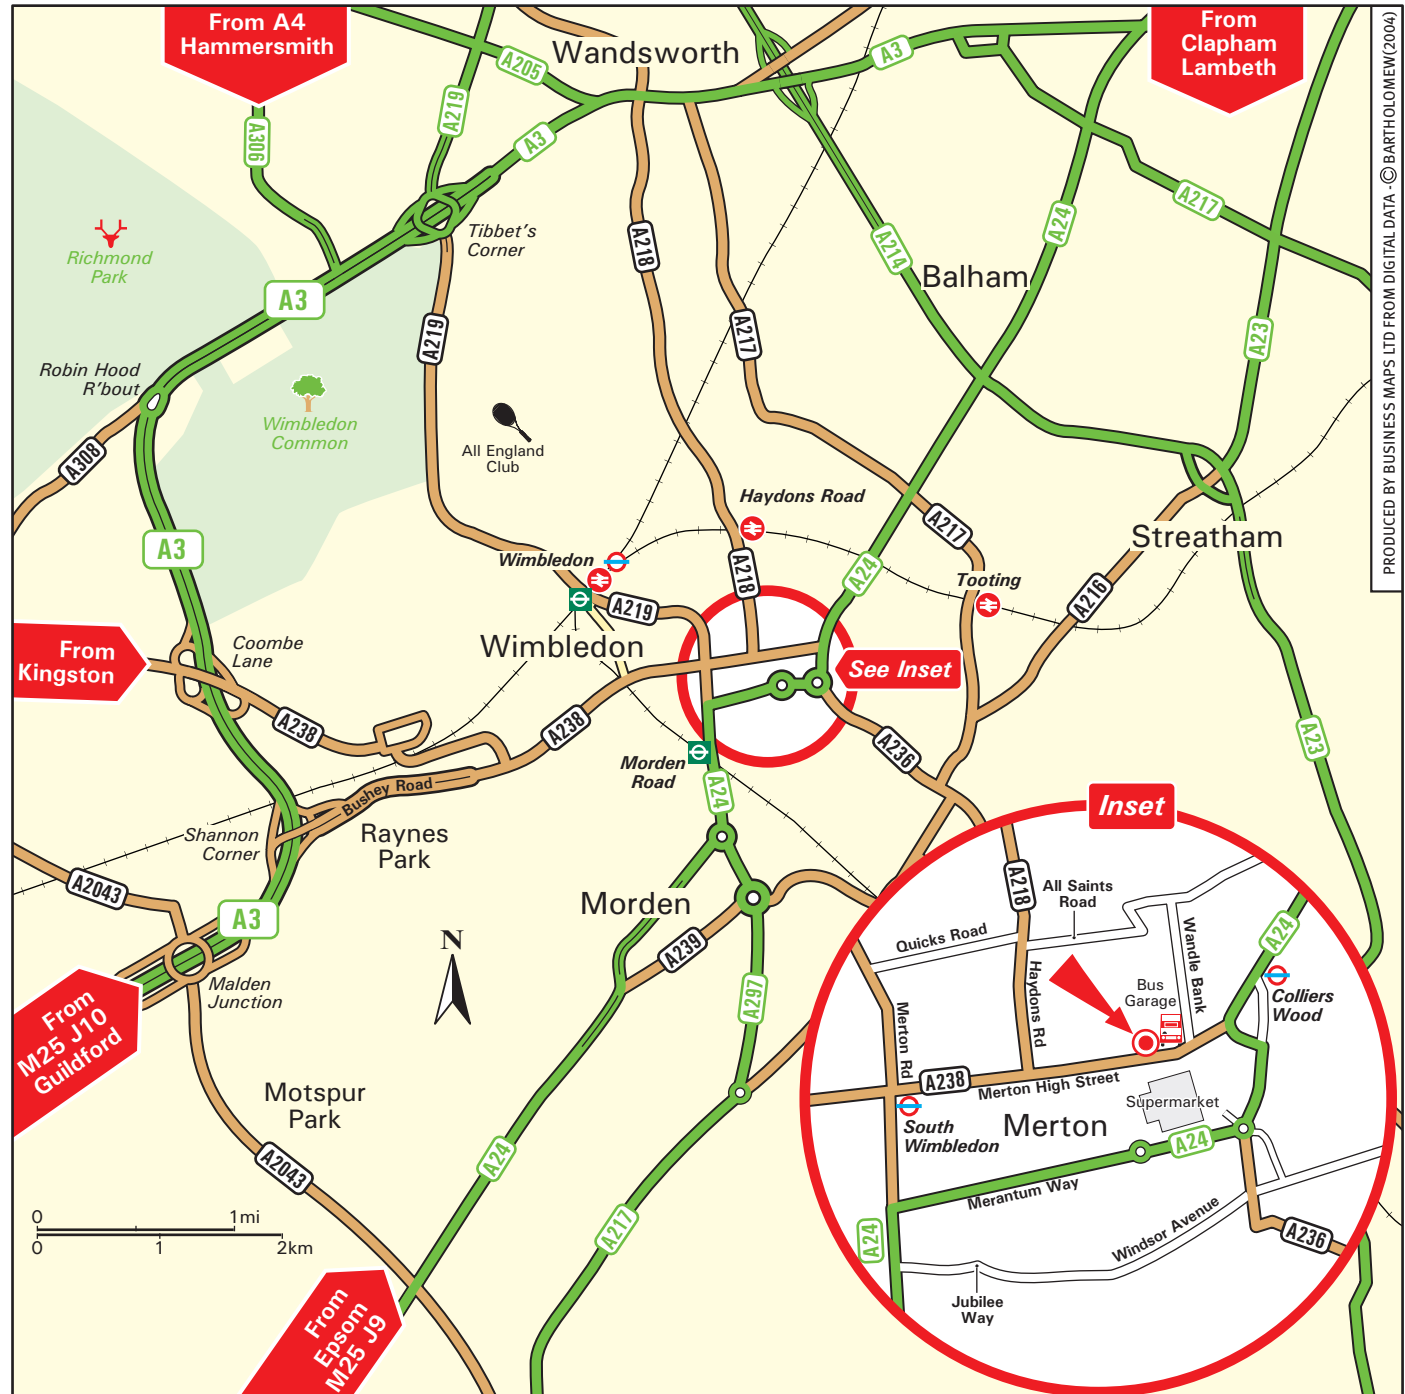 From A4
Hammersmith
From
Clapham
Lambeth
PRODUCED BY BUSINESS MAPS LTD FROM DIGITAL DATA - ©BARTHOLOMEW(2004)
Wandsworth
A205
A219
A3
A3
A306
A217
A24
Tibbet's
Corner
Richmond
Park
A218
A214
Balham
A3
A219
A217
A23
Robin Hood
R'bout
Wimbledon
Common
All England
Club
A308
Haydons Road
A217
Streatham
A3
Wimbledon
A218
A24
Tooting
A216
A219
From
Kingston
Coombe
Lane
Wimbledon
See Inset
A238
A238
A236
A23
Morden
Road
A24
Bushey Road
Shannon
Corner
Raynes
Park
A2043
A3
Morden
A239
N
Malden
Junction
A297
From
M25 J10
Guildford
Motspur
Park
A2043
A24
A217
0
1mi
0
1
2km
From
Epsom
M25 J9
Inset
A218
All Saints
Road
Quicks Road
Wandle Bank
A24
Haydons Rd
Bus
Garage
Colliers
Wood
Merton Rd
A238
Merton High Street
Supermarket
South
Wimbledon
Merton
A24
Merantum Way
A24
Windsor Avenue
A236
Jubilee
Way